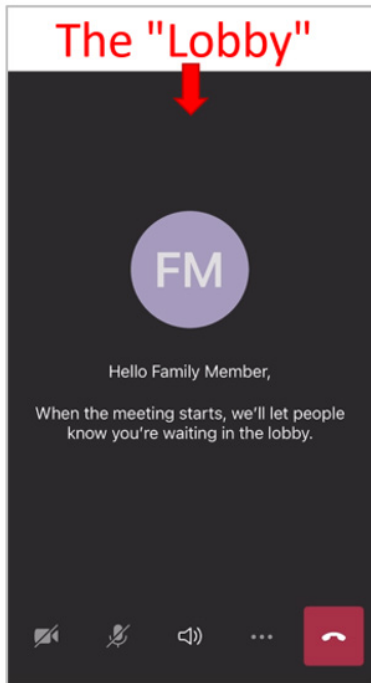 The "Lobby"
FM
Hello Family Member,
When the meeting starts, we'll let people
know you're waiting in the lobby.